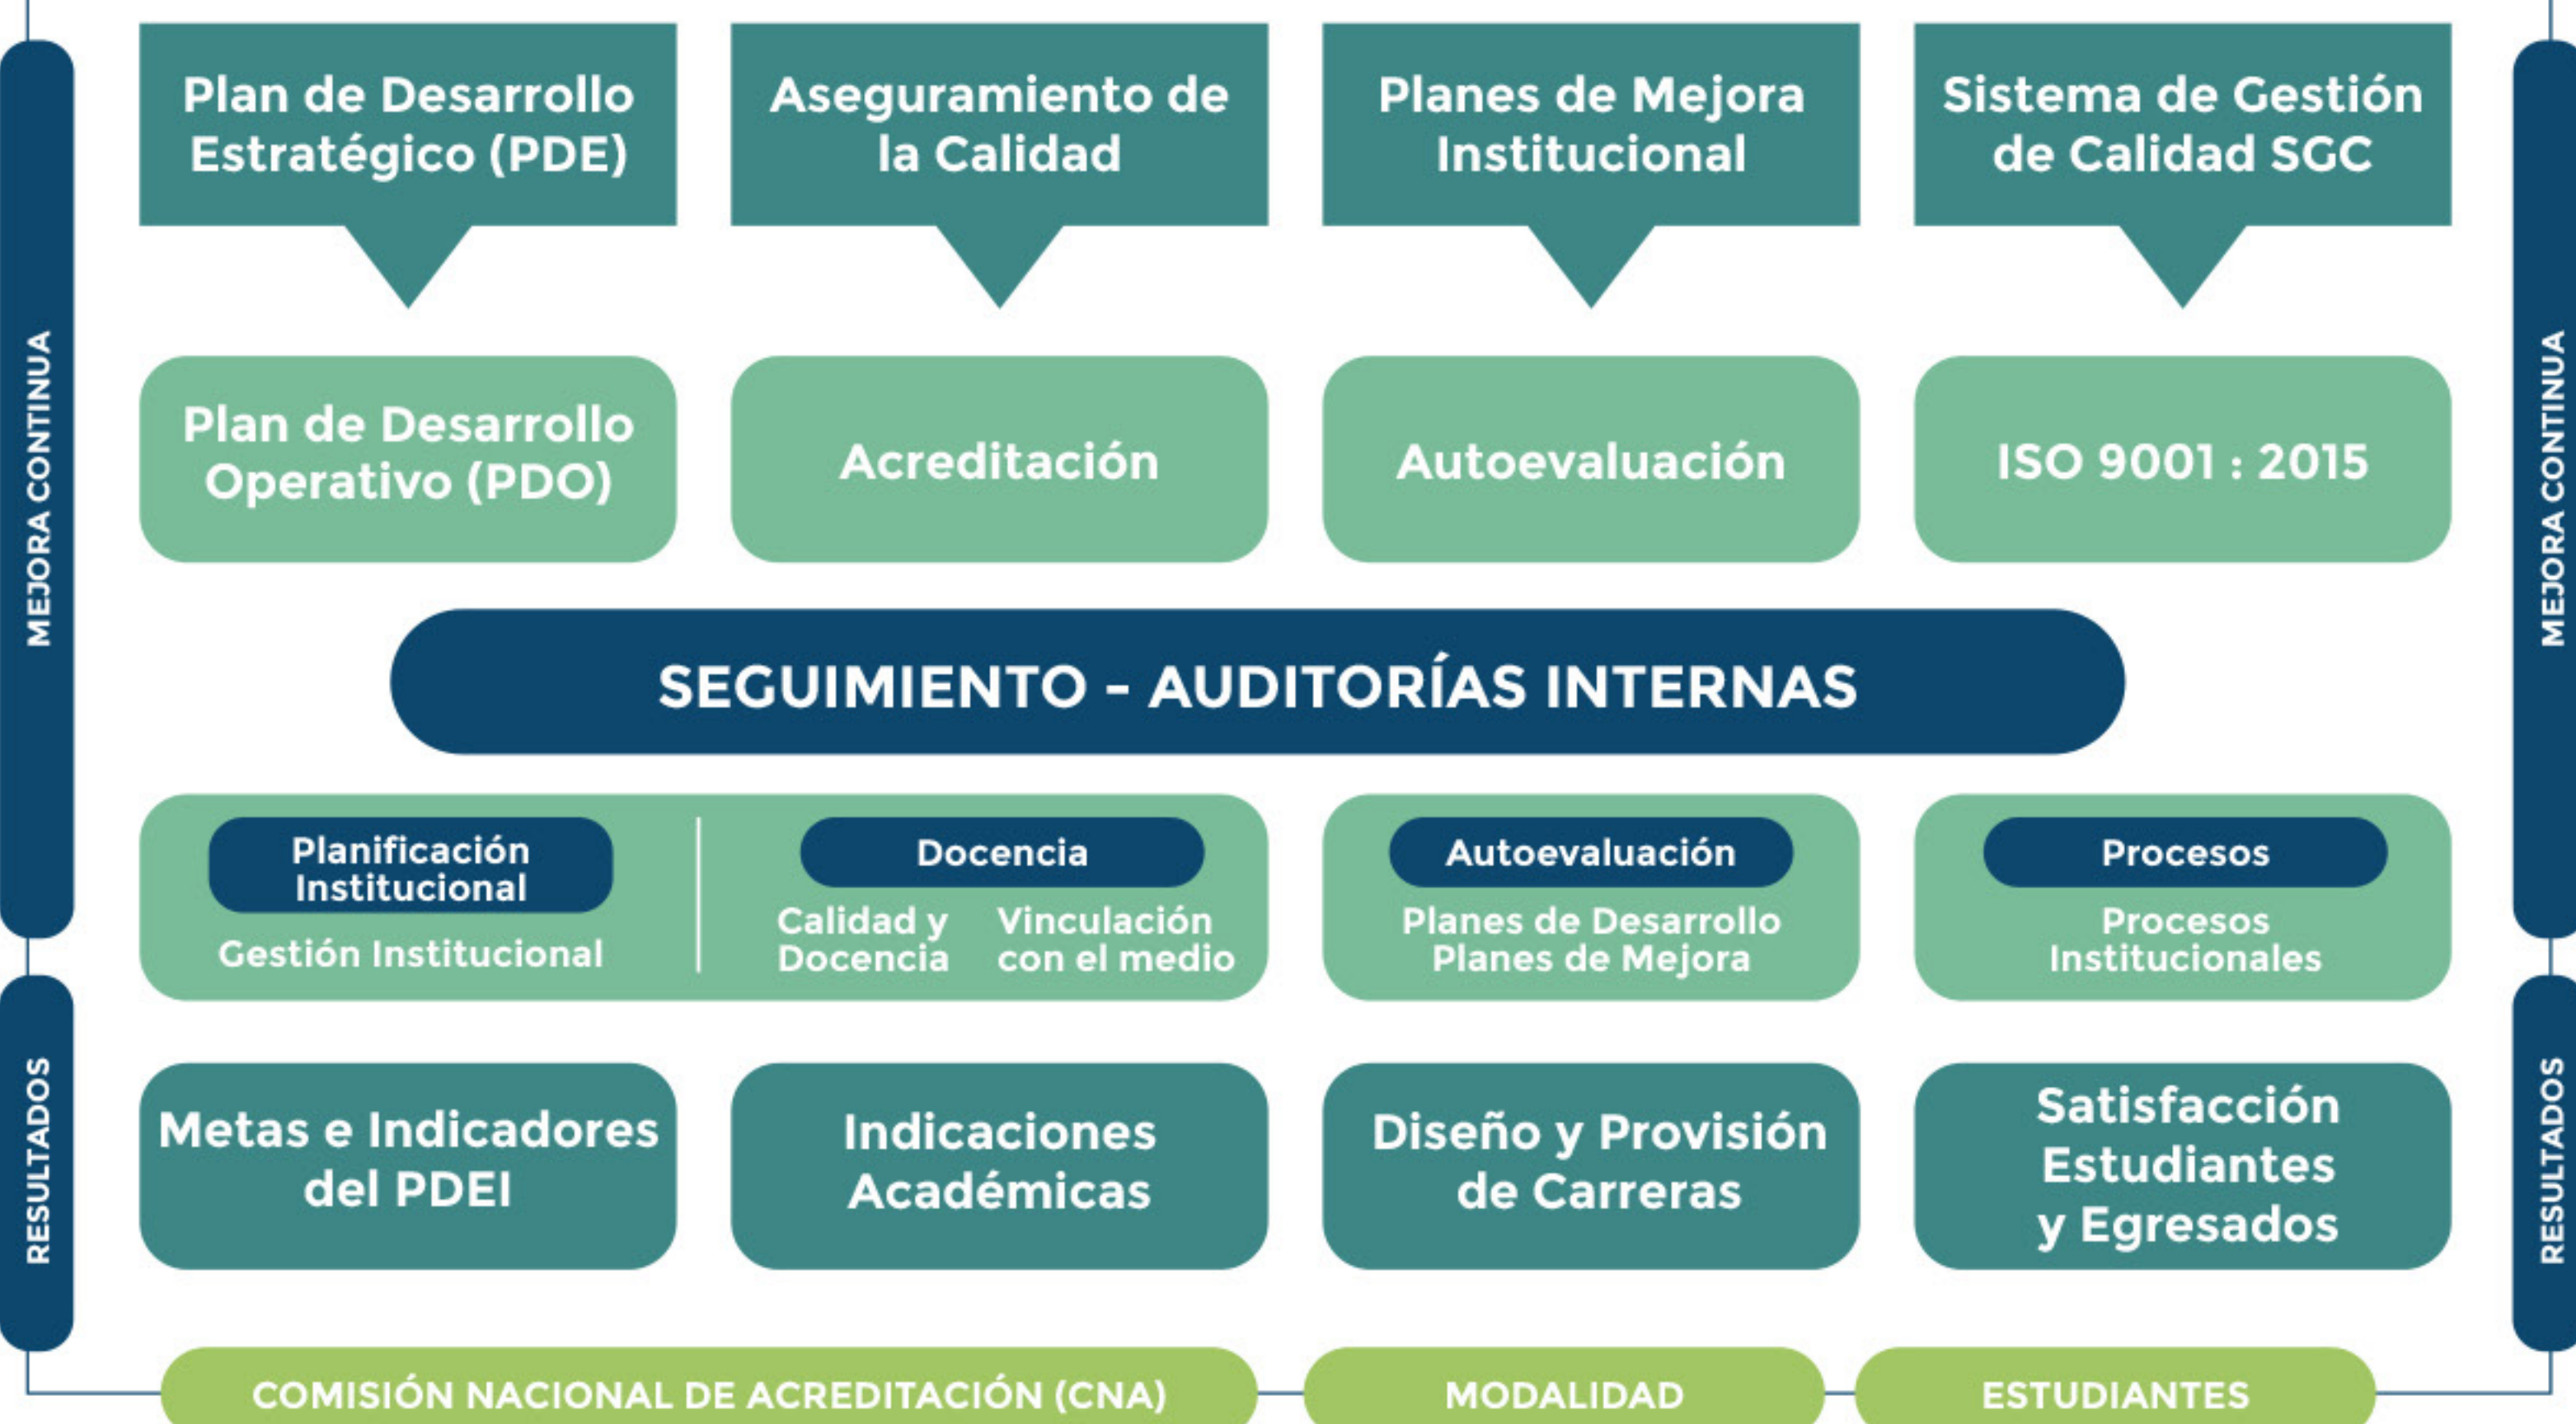 Plan de Desarrollo
Estratégico (PDE)
Aseguramiento de
la Calidad
Planes de Mejora
Institucional
Sistema de Gestión
de Calidad SGC
MEJORA CONTINUA
Plan de Desarrollo
Operativo (PDO)
Acreditación
Autoevaluación
ISO 9001 : 2015
MEJORA CONTINUA
SEGUIMIENTO - AUDITORÍAS INTERNAS
Planificación
Institucional
Gestión Institucional
Docencia
Calidad y
Docencia
Vinculación
con el medio
Autoevaluación
Planes de Desarrollo
Planes de Mejora
Procesos
Procesos
Institucionales
RESULTADOS
Metas e Indicadores
del PDEI
Indicaciones
Académicas
Diseño y Provisión
de Carreras
Satisfacción
Estudiantes
y Egresados
RESULTADOS
COMISIÓN NACIONAL DE ACREDITACIÓN (CNA)
MODALIDAD
ESTUDIANTES